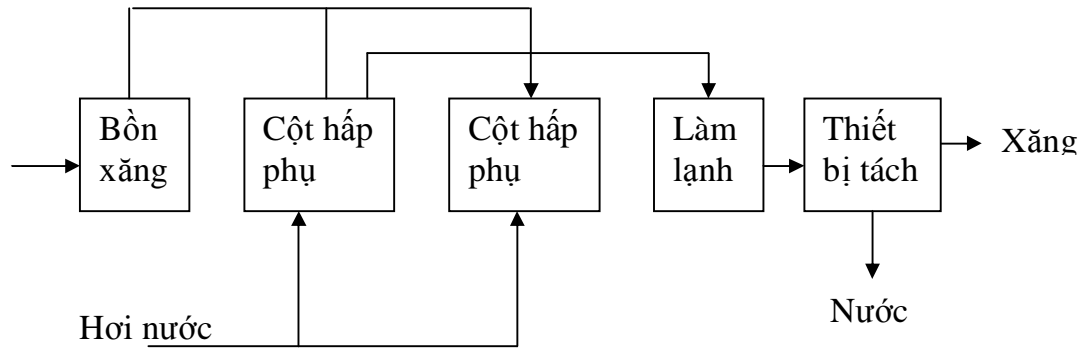 Bồn
xăng
Cột hấp
phụ
Cột hấp
phụ
Làm
lạnh
Thiết
bị tách
Xăng
Hơi nước
Nước